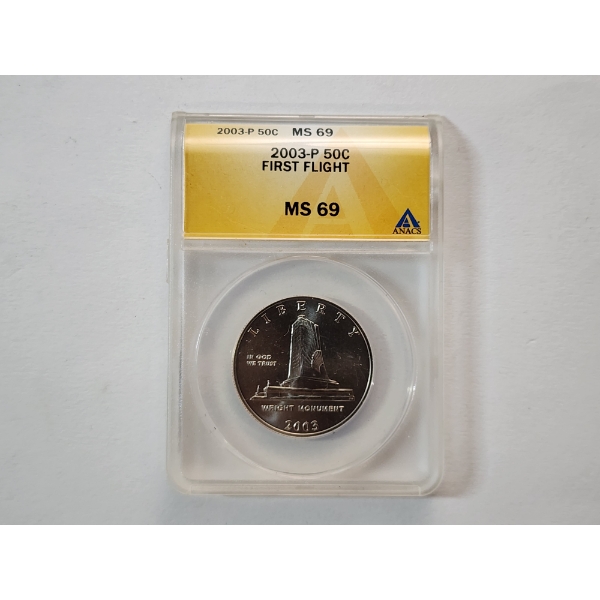 2003-P 50C MS 69
2003-P 50C
FIRST FLIGHT
MS 69
ANACS
LIBERTY
IN GOD
WE TRUST
WRIGHT MONUMENT
2003